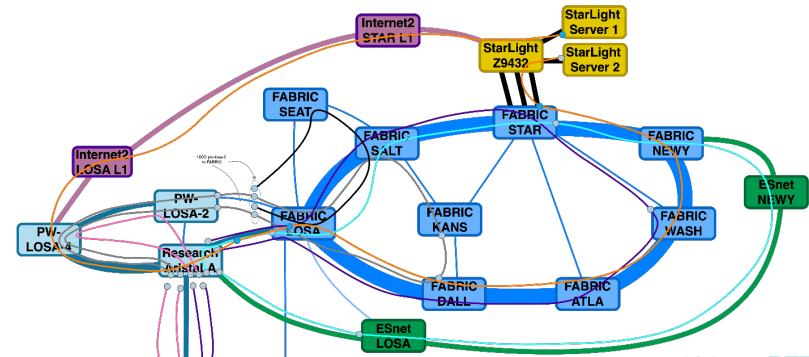 StarLight
Server 1
Internet2
STAR L1
StarLight
Z9432
StarLight
Server 2
FABRIC
SEAT
FABRIC
STAR
FABRIC
SALT
FABRIC
NEWY
Internet2
LOSA L1
to FABRIC
ESnet
NEWY
PW-
LOSA-2
FABRIC
LOSA
FABRIC
KANS
FABRIC
WASH
PW-
LOSA-4
Research
Arista A
FABRIC
DALL
FABRIC
ATLA
ESnet
LOSA